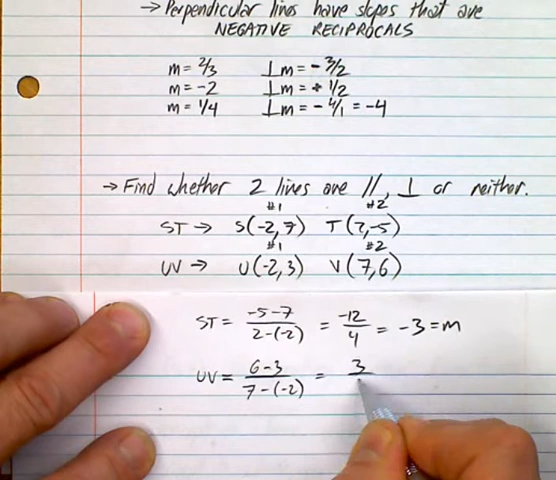 → Perpendicular lines have slopes that are
NEGATIVE RECIPROCALS
m = 2/3 ⊥m = -3/2
m = -2 ⊥m = + 1/2
m = 1/4 ⊥m = - 4/1 = -4
→ Find whether 2 lines are //, ⊥ or neither.
#1 #2
ST → S(-2, 7) T(2,-5)
#1 #2
UV → U(-2,3) V(7,6)
ST = -5-7 / 2-(-2) = -12/4 = -3 = m
UV = 6-3 / 7-(-2) = 3